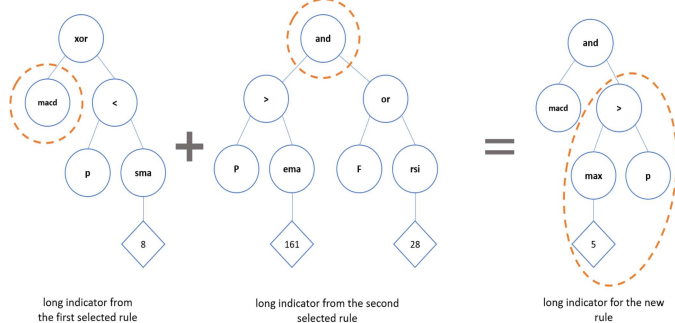 xor
macd
<
p
sma
8
+
and
>
or
P
ema
F
rsi
161
28
=
and
macd
>
max
p
5
long indicator from
the first selected rule
long indicator from the second
selected rule
long indicator for the new
rule